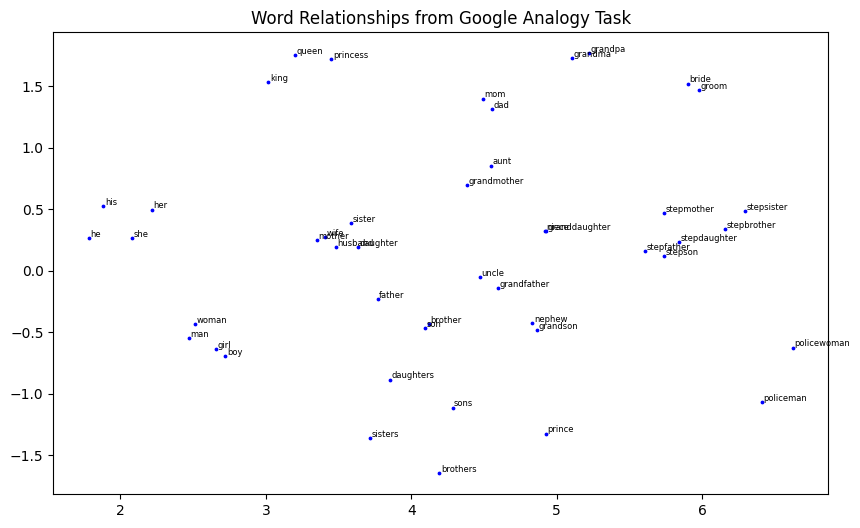 Word Relationships from Google Analogy Task
queen
princess
king
grandpa
grandma
bride
groom
mom
dad
aunt
grandmother
his
her
he
she
sister
wife
mother
husband
daughter
niece
granddaughter
stepmother
stepsister
stepbrother
stepdaughter
stepfather
stepson
uncle
grandfather
father
woman
man
girl
boy
brother
son
nephew
grandson
policewoman
policeman
daughters
sons
sisters
prince
brothers
1.5
1.0
0.5
0.0
−0.5
−1.0
−1.5
2 3 4 5 6